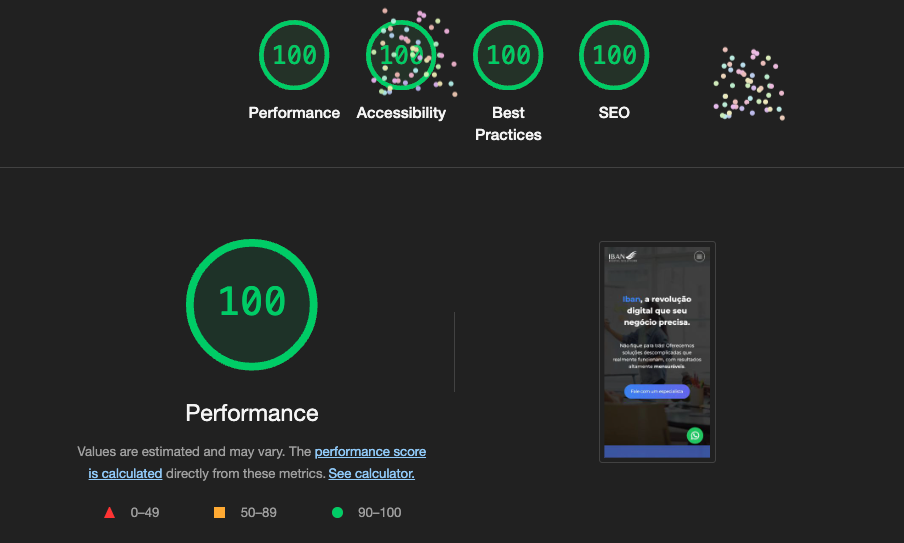 100
100
100
100
Performance
Accessibility
Best
Practices
SEO
100
Performance
Values are estimated and may vary. The performance score
is calculated directly from these metrics. See calculator.
0–49
50–89
90–100
IBAN
Iban, a revolução
digital que seu
negócio precisa.
Não fique para trás! Oferecemos
soluções descomplicadas que
realmente funcionam, com resultados
altamente mensuráveis.
Fale com um especialista